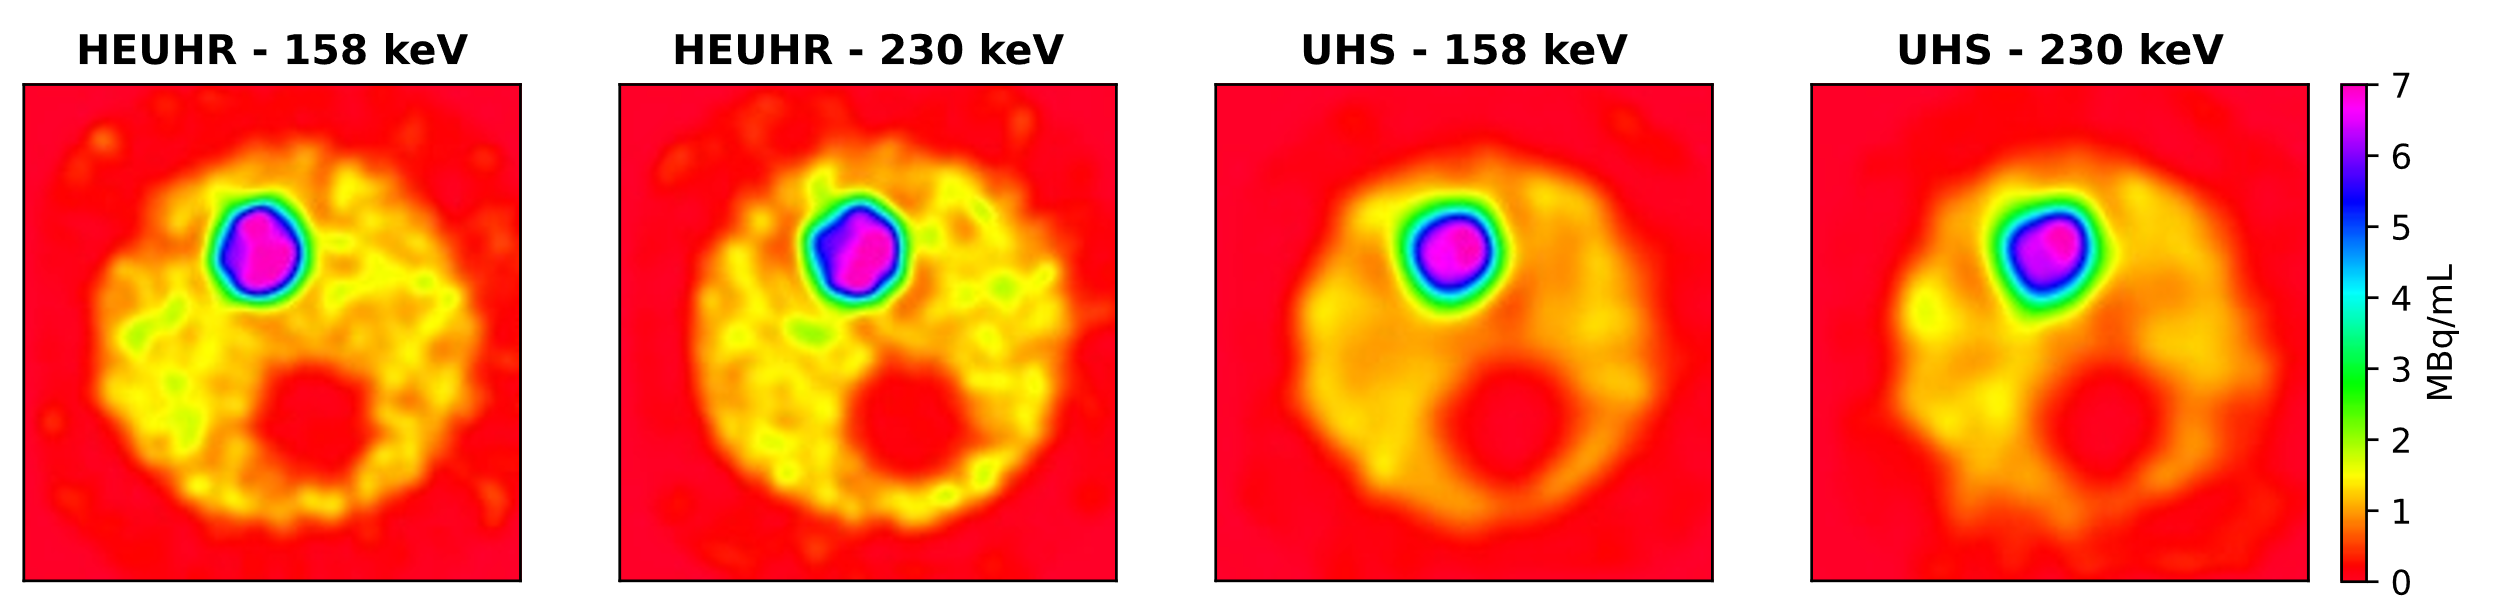 HEUHR - 158 keV
HEUHR - 230 keV
UHS - 158 keV
UHS - 230 keV
7
6
5
4
3
2
1
0
MBq/mL